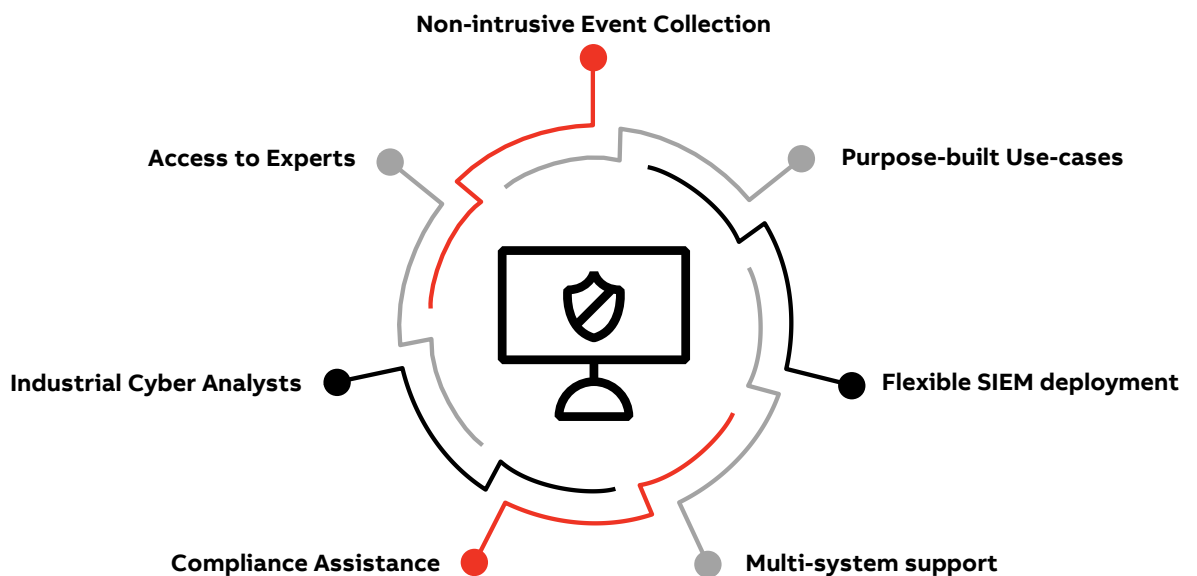 Non-intrusive Event Collection
Access to Experts
Purpose-built Use-cases
Industrial Cyber Analysts
Flexible SIEM deployment
Compliance Assistance
Multi-system support